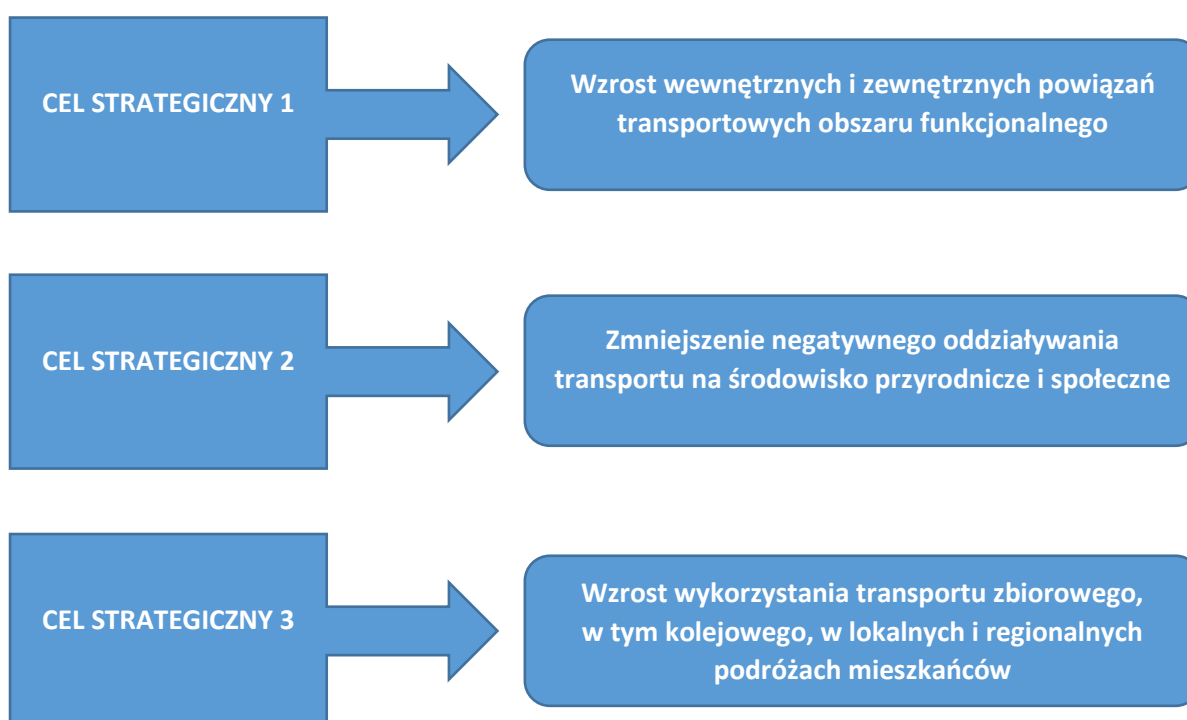 CEL STRATEGICZNY 1
Wzrost wewnętrznych i zewnętrznych powiązań
transportowych obszaru funkcjonalnego
CEL STRATEGICZNY 2
Zmniejszenie negatywnego oddziaływania
transportu na środowisko przyrodnicze i społeczne
CEL STRATEGICZNY 3
Wzrost wykorzystania transportu zbiorowego,
w tym kolejowego, w lokalnych i regionalnych
podróżach mieszkańców